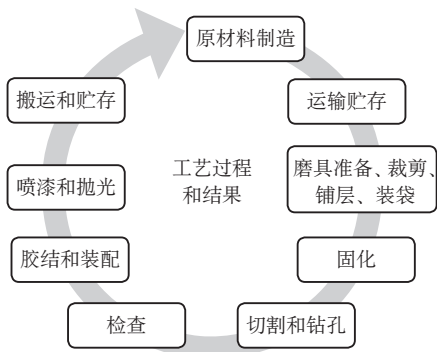 原材料制造
运输贮存
磨具准备、裁剪、
铺层、装袋
固化
切割和钻孔
检查
胶结和装配
喷漆和抛光
搬运和贮存
工艺过程
和结果